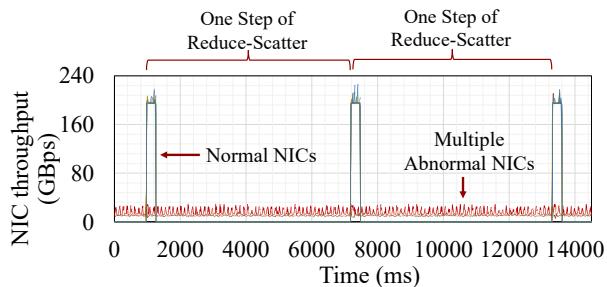 One Step of
Reduce-Scatter
One Step of
Reduce-Scatter
NIC throughput
((GBps)
240
160
80
0
Normal NICs
Multiple
Abnormal NICs
0 2000 4000 6000 8000 10000 12000 14000
Time (ms)